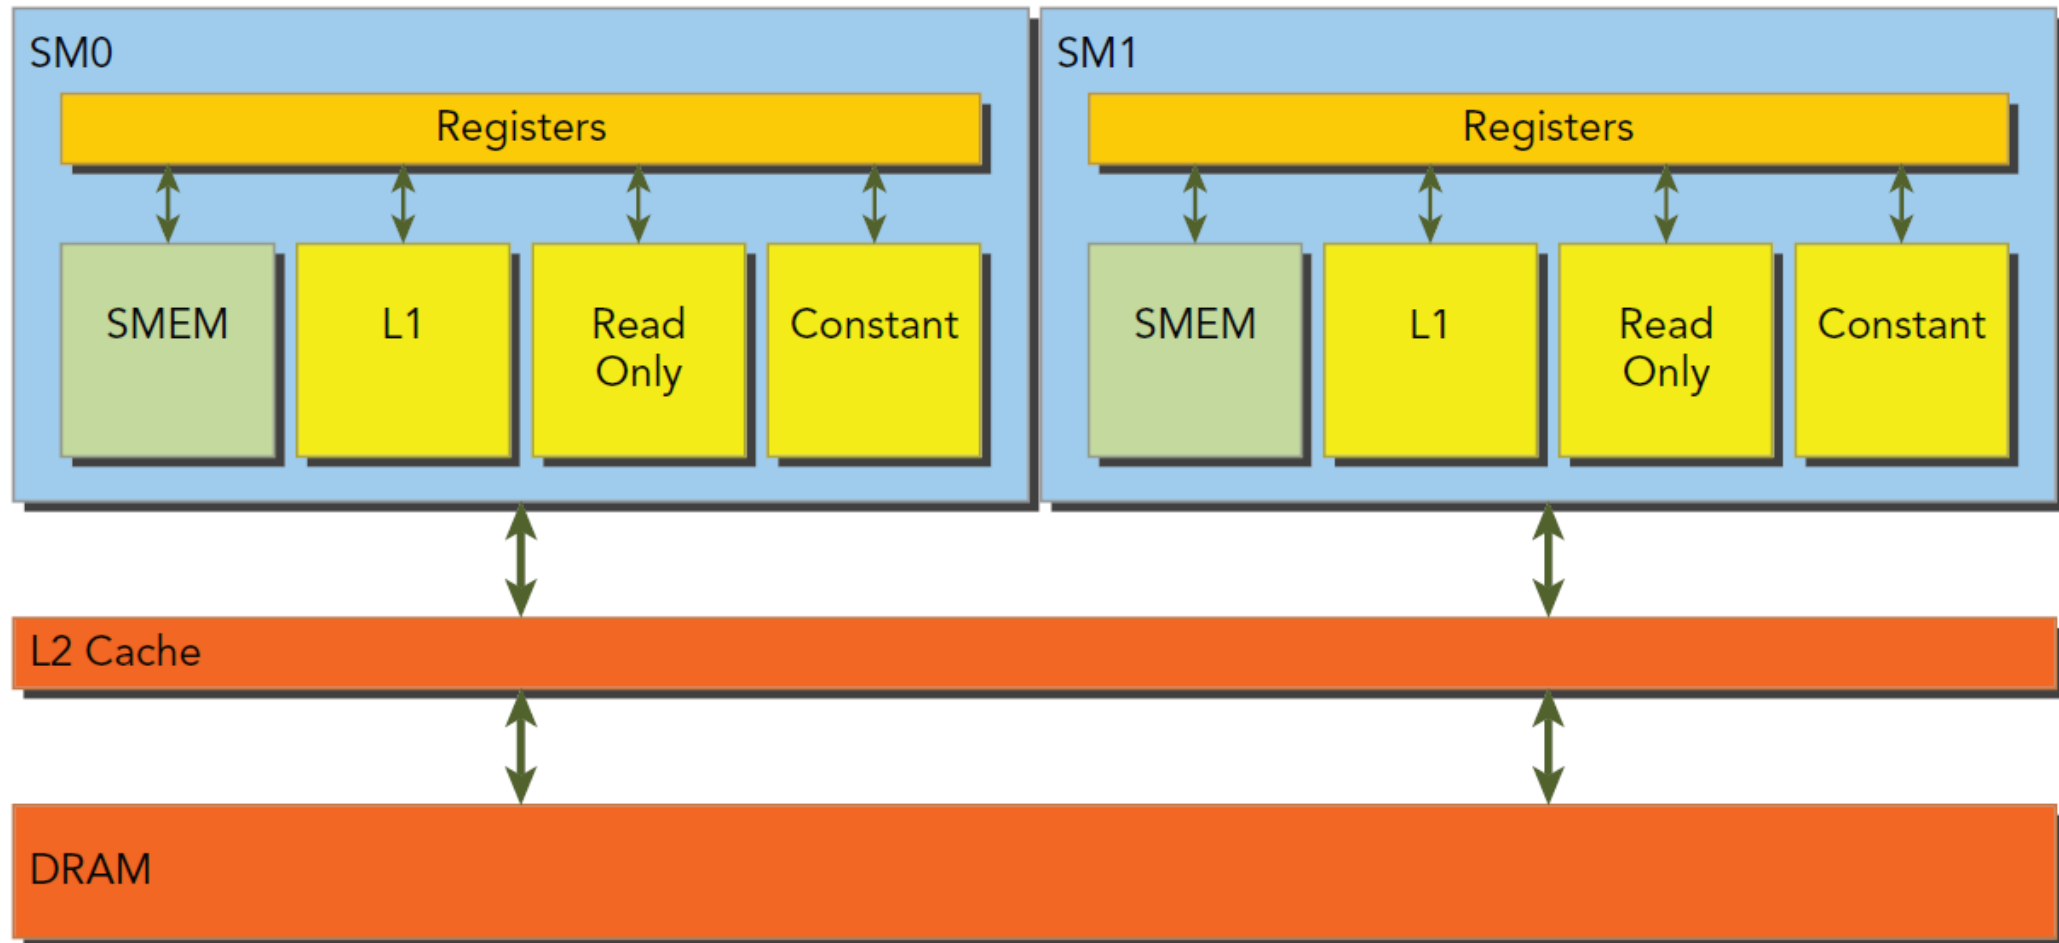 SM0
Registers
SMEM
L1
Read
Only
Constant
SM1
Registers
SMEM
L1
Read
Only
Constant
L2 Cache
DRAM